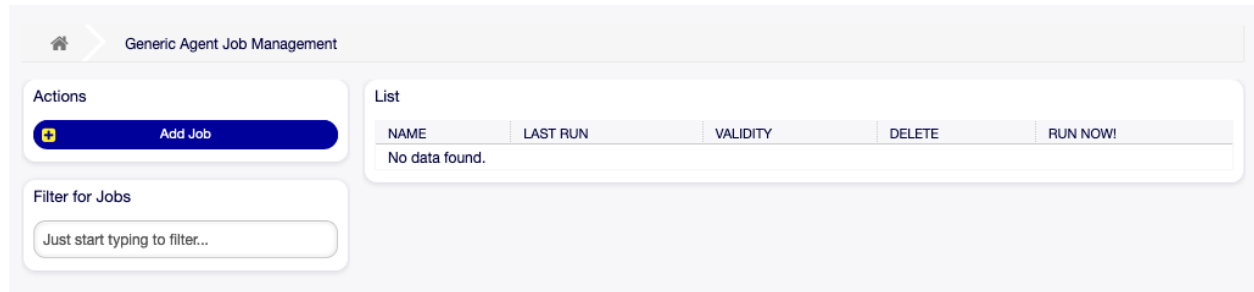 Generic Agent Job Management
Actions
Add Job
Filter for Jobs
Just start typing to filter...
List
NAME LAST RUN VALIDITY DELETE RUN NOW!
No data found.